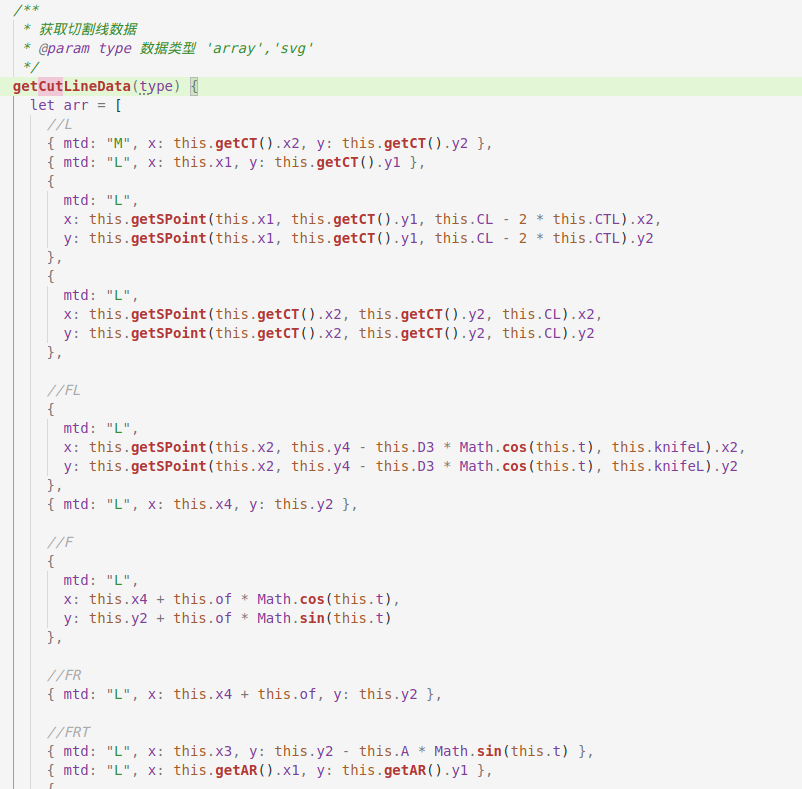 /**
 * 获取切割线数据
 * @param type 数据类型 'array','svg'
 */
getCutLineData(type) {
  let arr = [
    //L
    { mtd: "M", x: this.getCT().x2, y: this.getCT().y2 },
    { mtd: "L", x: this.x1, y: this.getCT().y1 },
    {
      mtd: "L",
      x: this.getSPoint(this.x1, this.getCT().y1, this.CL - 2 * this.CTL).x2,
      y: this.getSPoint(this.x1, this.getCT().y1, this.CL - 2 * this.CTL).y2
    },
    {
      mtd: "L",
      x: this.getSPoint(this.getCT().x2, this.getCT().y2, this.CL).x2,
      y: this.getSPoint(this.getCT().x2, this.getCT().y2, this.CL).y2
    },

    //FL
    {
      mtd: "L",
      x: this.getSPoint(this.x2, this.y4 - this.D3 * Math.cos(this.t), this.knifeL).x2,
      y: this.getSPoint(this.x2, this.y4 - this.D3 * Math.cos(this.t), this.knifeL).y2
    },
    { mtd: "L", x: this.x4, y: this.y2 },

    //F
    {
      mtd: "L",
      x: this.x4 + this.of * Math.cos(this.t),
      y: this.y2 + this.of * Math.sin(this.t)
    },

    //FR
    { mtd: "L", x: this.x4 + this.of, y: this.y2 },

    //FRT
    { mtd: "L", x: this.x3, y: this.y2 - this.A * Math.sin(this.t) },
    { mtd: "L", x: this.getAR().x1, y: this.getAR().y1 },
    {